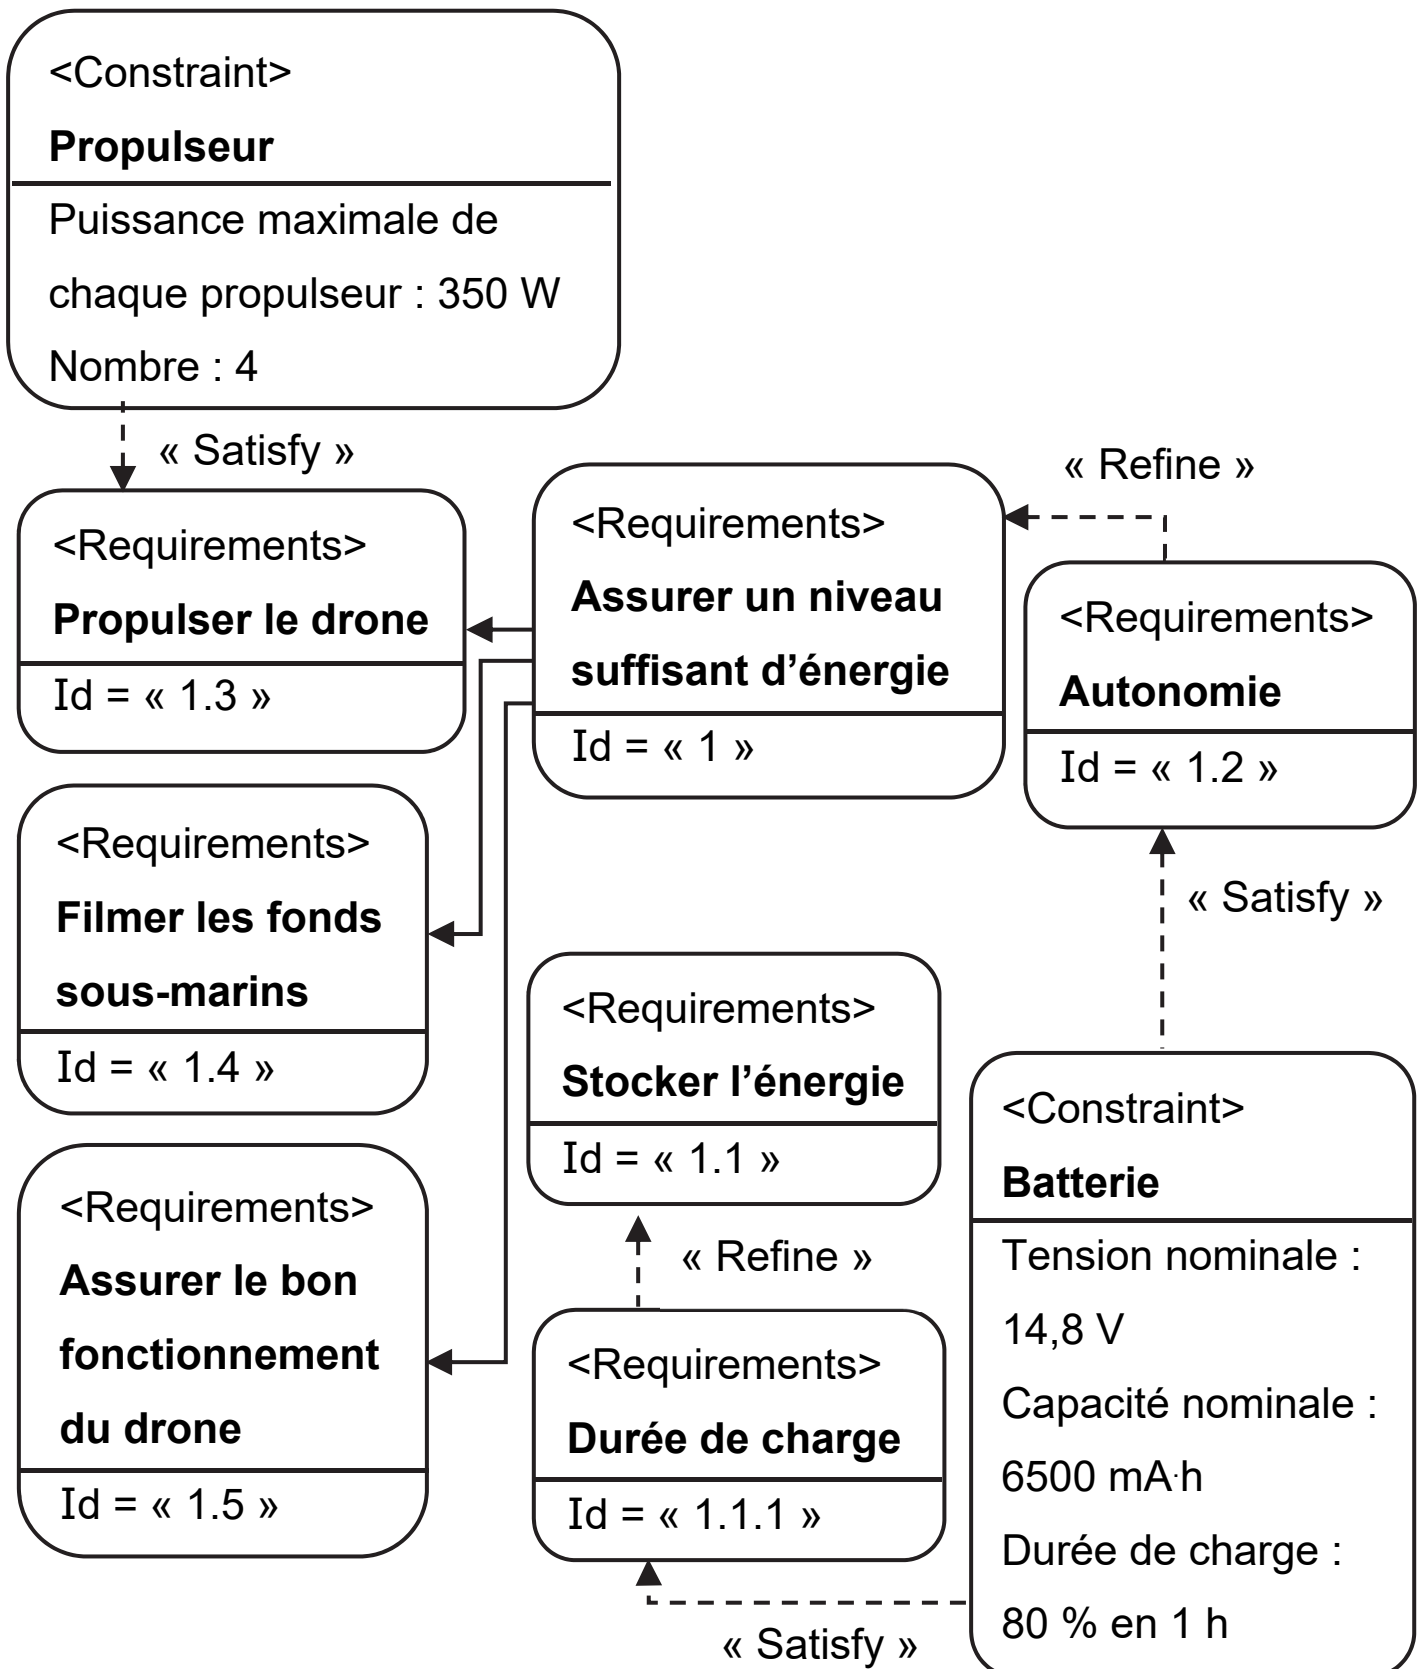 <Constraint>
Propulseur
Puissance maximale de
chaque propulseur : 350 W
Nombre : 4
« Satisfy »
<Requirements>
Propulser le drone
Id = « 1.3 »
<Requirements>
Assurer un niveau
suffisant d’énergie
Id = « 1 »
« Refine »
<Requirements>
Autonomie
Id = « 1.2 »
<Requirements>
Filmer les fonds
sous-marins
Id = « 1.4 »
« Satisfy »
<Requirements>
Stocker l’énergie
Id = « 1.1 »
« Refine »
<Requirements>
Assurer le bon
fonctionnement
du drone
Id = « 1.5 »
<Requirements>
Durée de charge
Id = « 1.1.1 »
« Satisfy »
<Constraint>
Batterie
Tension nominale :
14,8 V
Capacité nominale :
6500 mA·h
Durée de charge :
80 % en 1 h